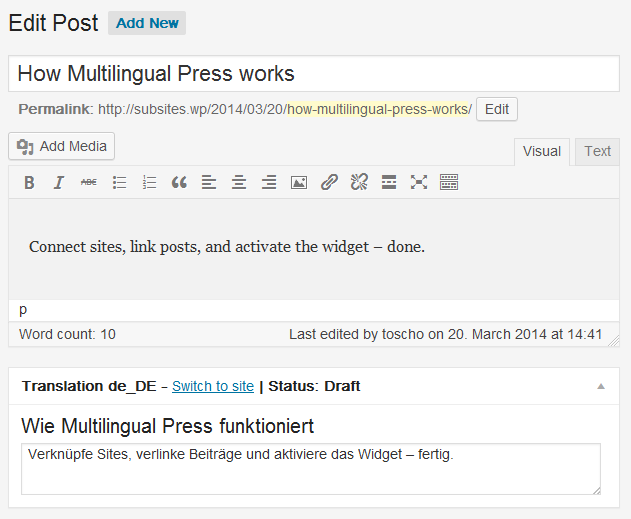 Edit Post Add New
How Multilingual Press works
Permalink: http://subsites.wp/2014/03/20/how-multilingual-press-works/ Edit
Add Media Visual Text
B I ABC
Connect sites, link posts, and activate the widget – done.
p
Word count: 10 Last edited by toscho on 20. March 2014 at 14:41
Translation de_DE - Switch to site | Status: Draft
Wie Multilingual Press funktioniert
Verknüpfe Sites, verlinke Beiträge und aktiviere das Widget – fertig.